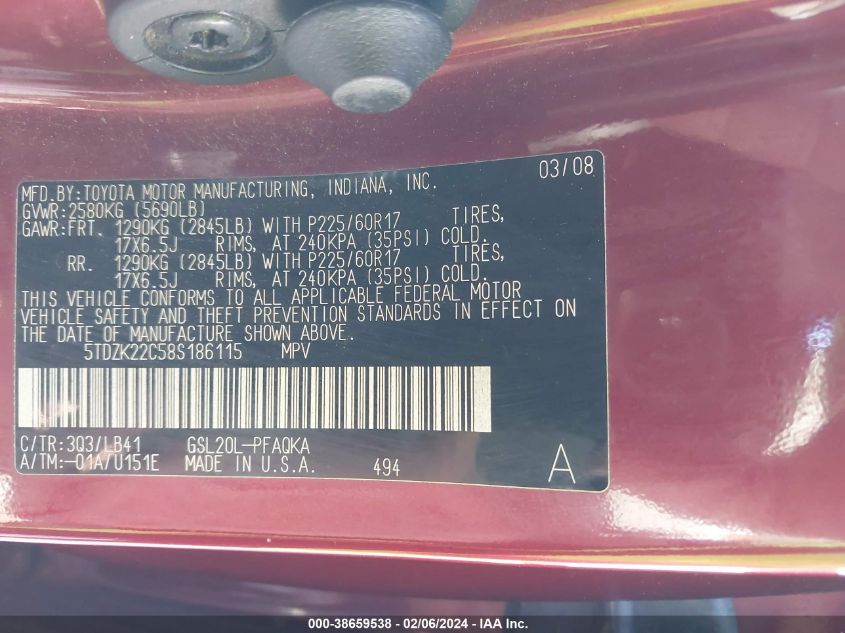 03/08
MFD.BY:TOYOTA MOTOR MANUFACTURING, INDIANA, INC.
GVWR:2580KG (5690LB)
GAWR:FRT. 1290KG (2845LB) WITH P225/60R17 TIRES,
17X6.5J RIMS, AT 240KPA (35PSI) COLD.
RR. 1290KG (2845LB) WITH P225/60R17 TIRES,
17X6.5J RIMS, AT 240KPA (35PSI) COLD.
THIS VEHICLE CONFORMS TO ALL APPLICABLE FEDERAL MOTOR
VEHICLE SAFETY AND THEFT PREVENTION STANDARDS IN EFFECT ON
THE DATE OF MANUFACTURE SHOWN ABOVE.
5TDZK22C58S186115 MPV
C/TR:3Q3/LB41 GSL20L-PFAQKA
A/TM:-01A/U151E MADE IN U.S.A. 494 A
000-38659538 - 02/06/2024 - IAA Inc.